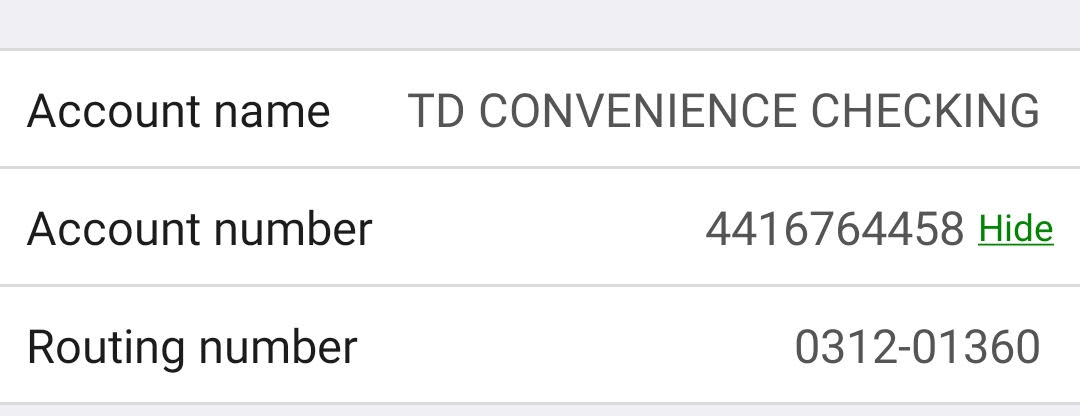 Account name TD CONVENIENCE CHECKING
Account number 4416764458 Hide
Routing number 0312-01360